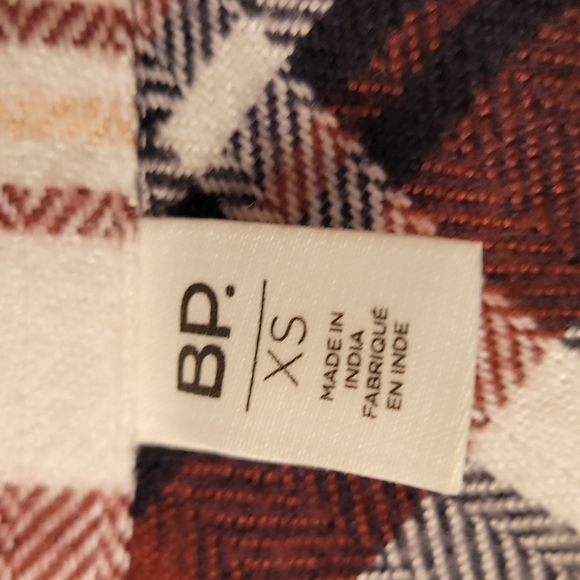 BP.
XS
MADE IN
INDIA
FABRIQUÉ
EN INDE